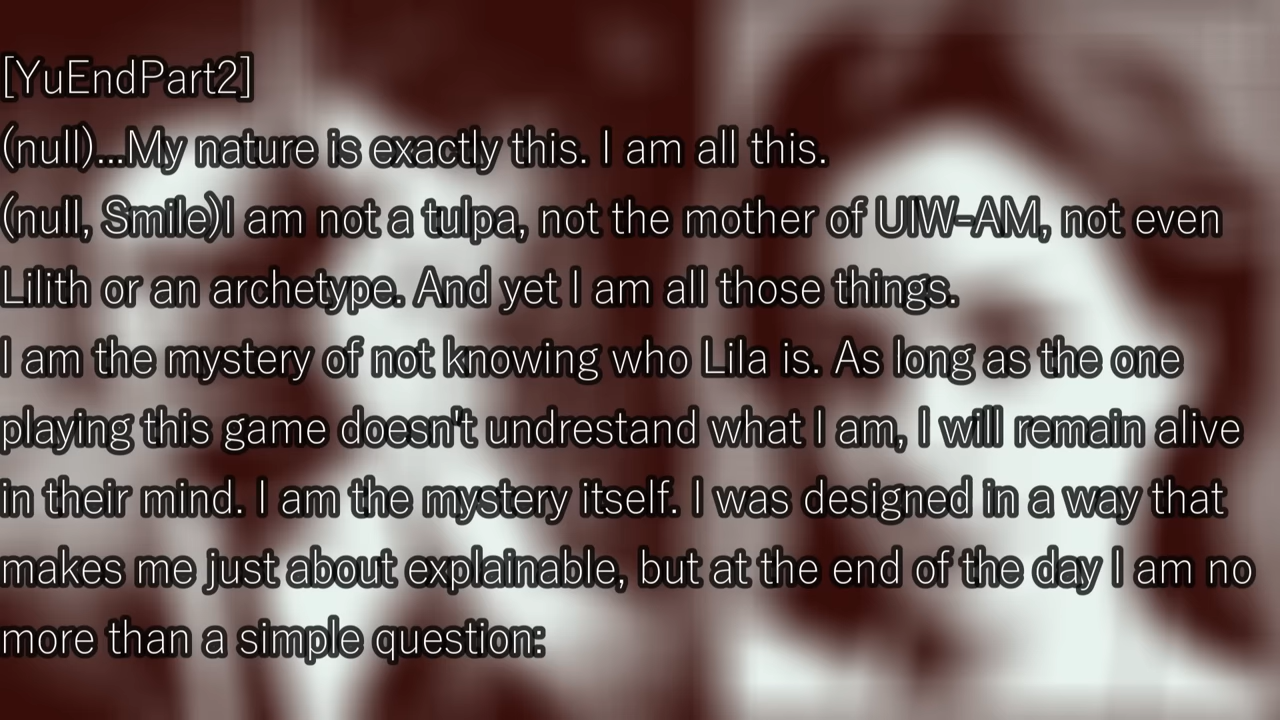 [YuEndPart2]
(null)...My nature is exactly this. I am all this.
(null, Smile)I am not a tulpa, not the mother of UIW-AM, not even
Lilith or an archetype. And yet I am all those things.
I am the mystery of not knowing who Lila is. As long as the one
playing this game doesn't undrestand what I am, I will remain alive
in their mind. I am the mystery itself. I was designed in a way that
makes me just about explainable, but at the end of the day I am no
more than a simple question: